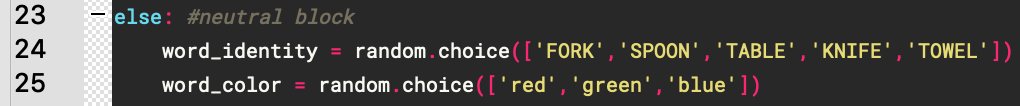 23 else: #neutral block
24 word_identity = random.choice(['FORK','SPOON','TABLE','KNIFE','TOWEL'])
25 word_color = random.choice(['red','green','blue'])